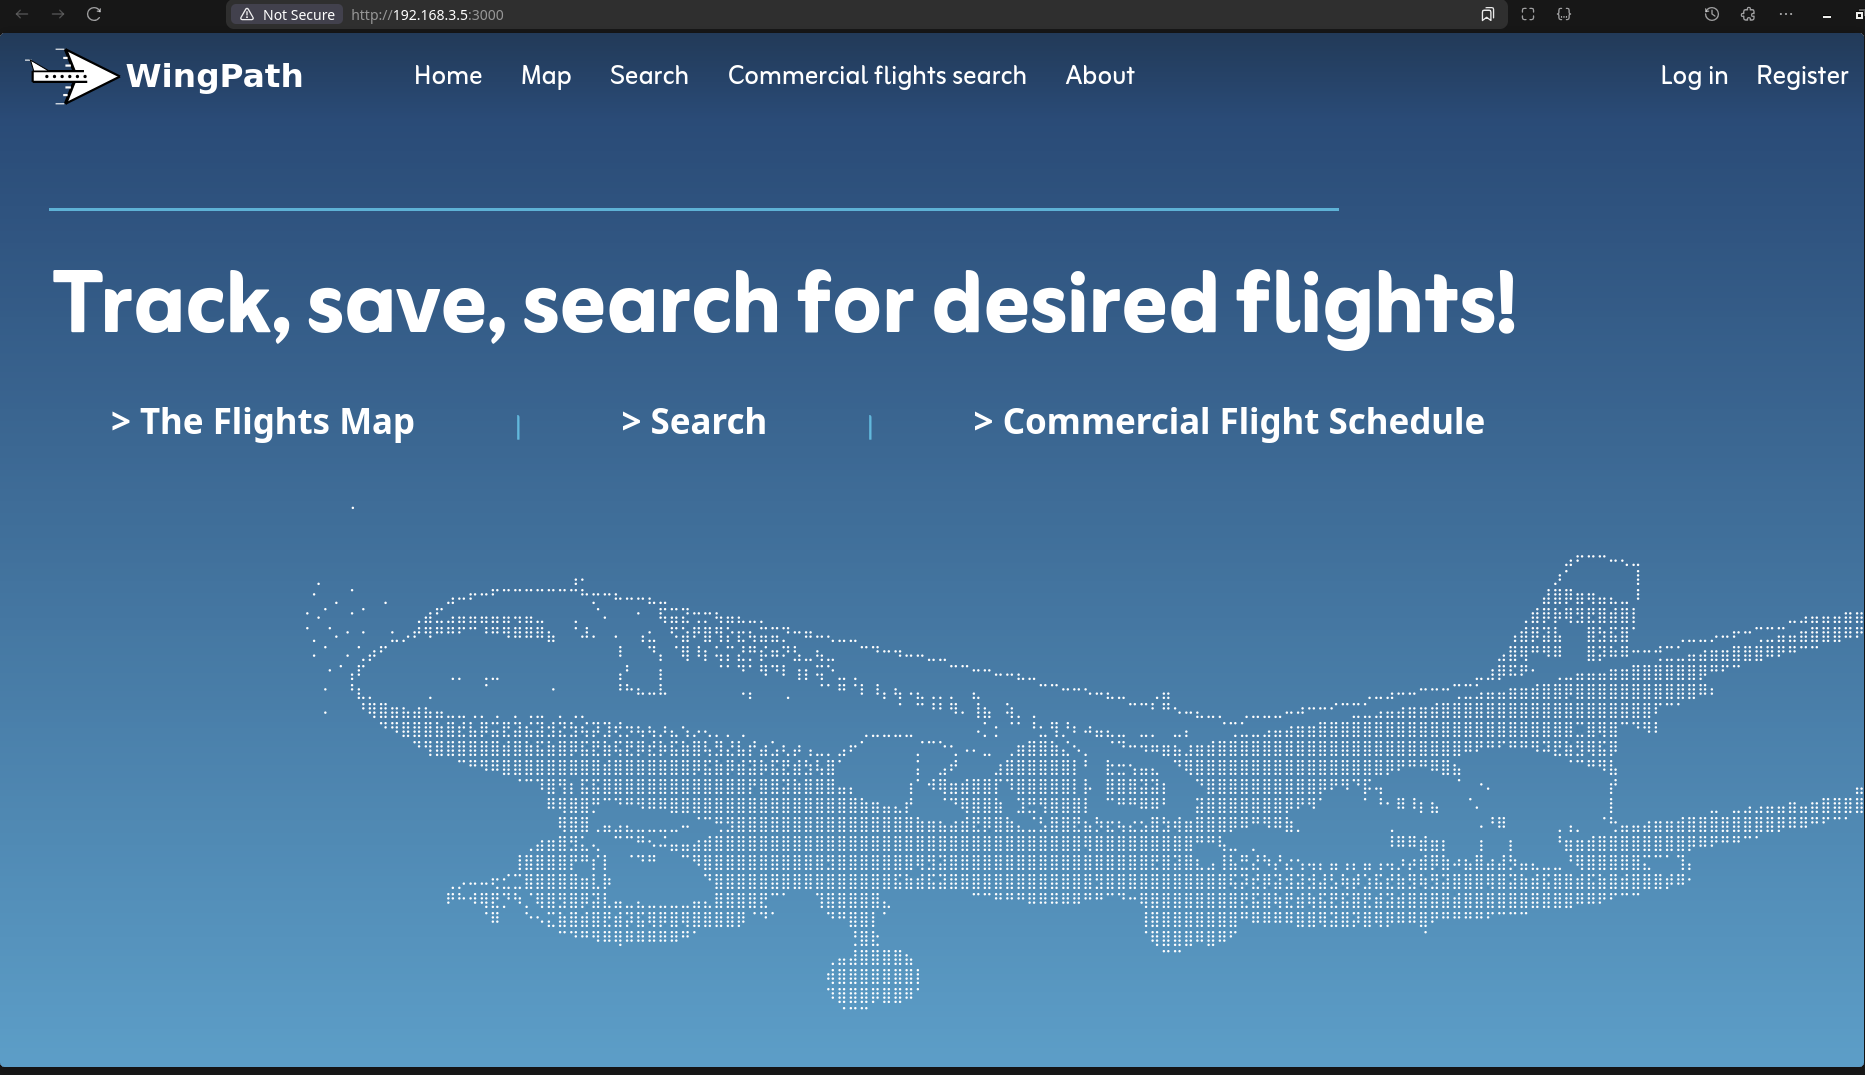 Not Secure http://192.168.3.5:3000
WingPath Home Map Search Commercial flights search About Log in Register
Track, save, search for desired flights!
> The Flights Map | > Search | > Commercial Flight Schedule